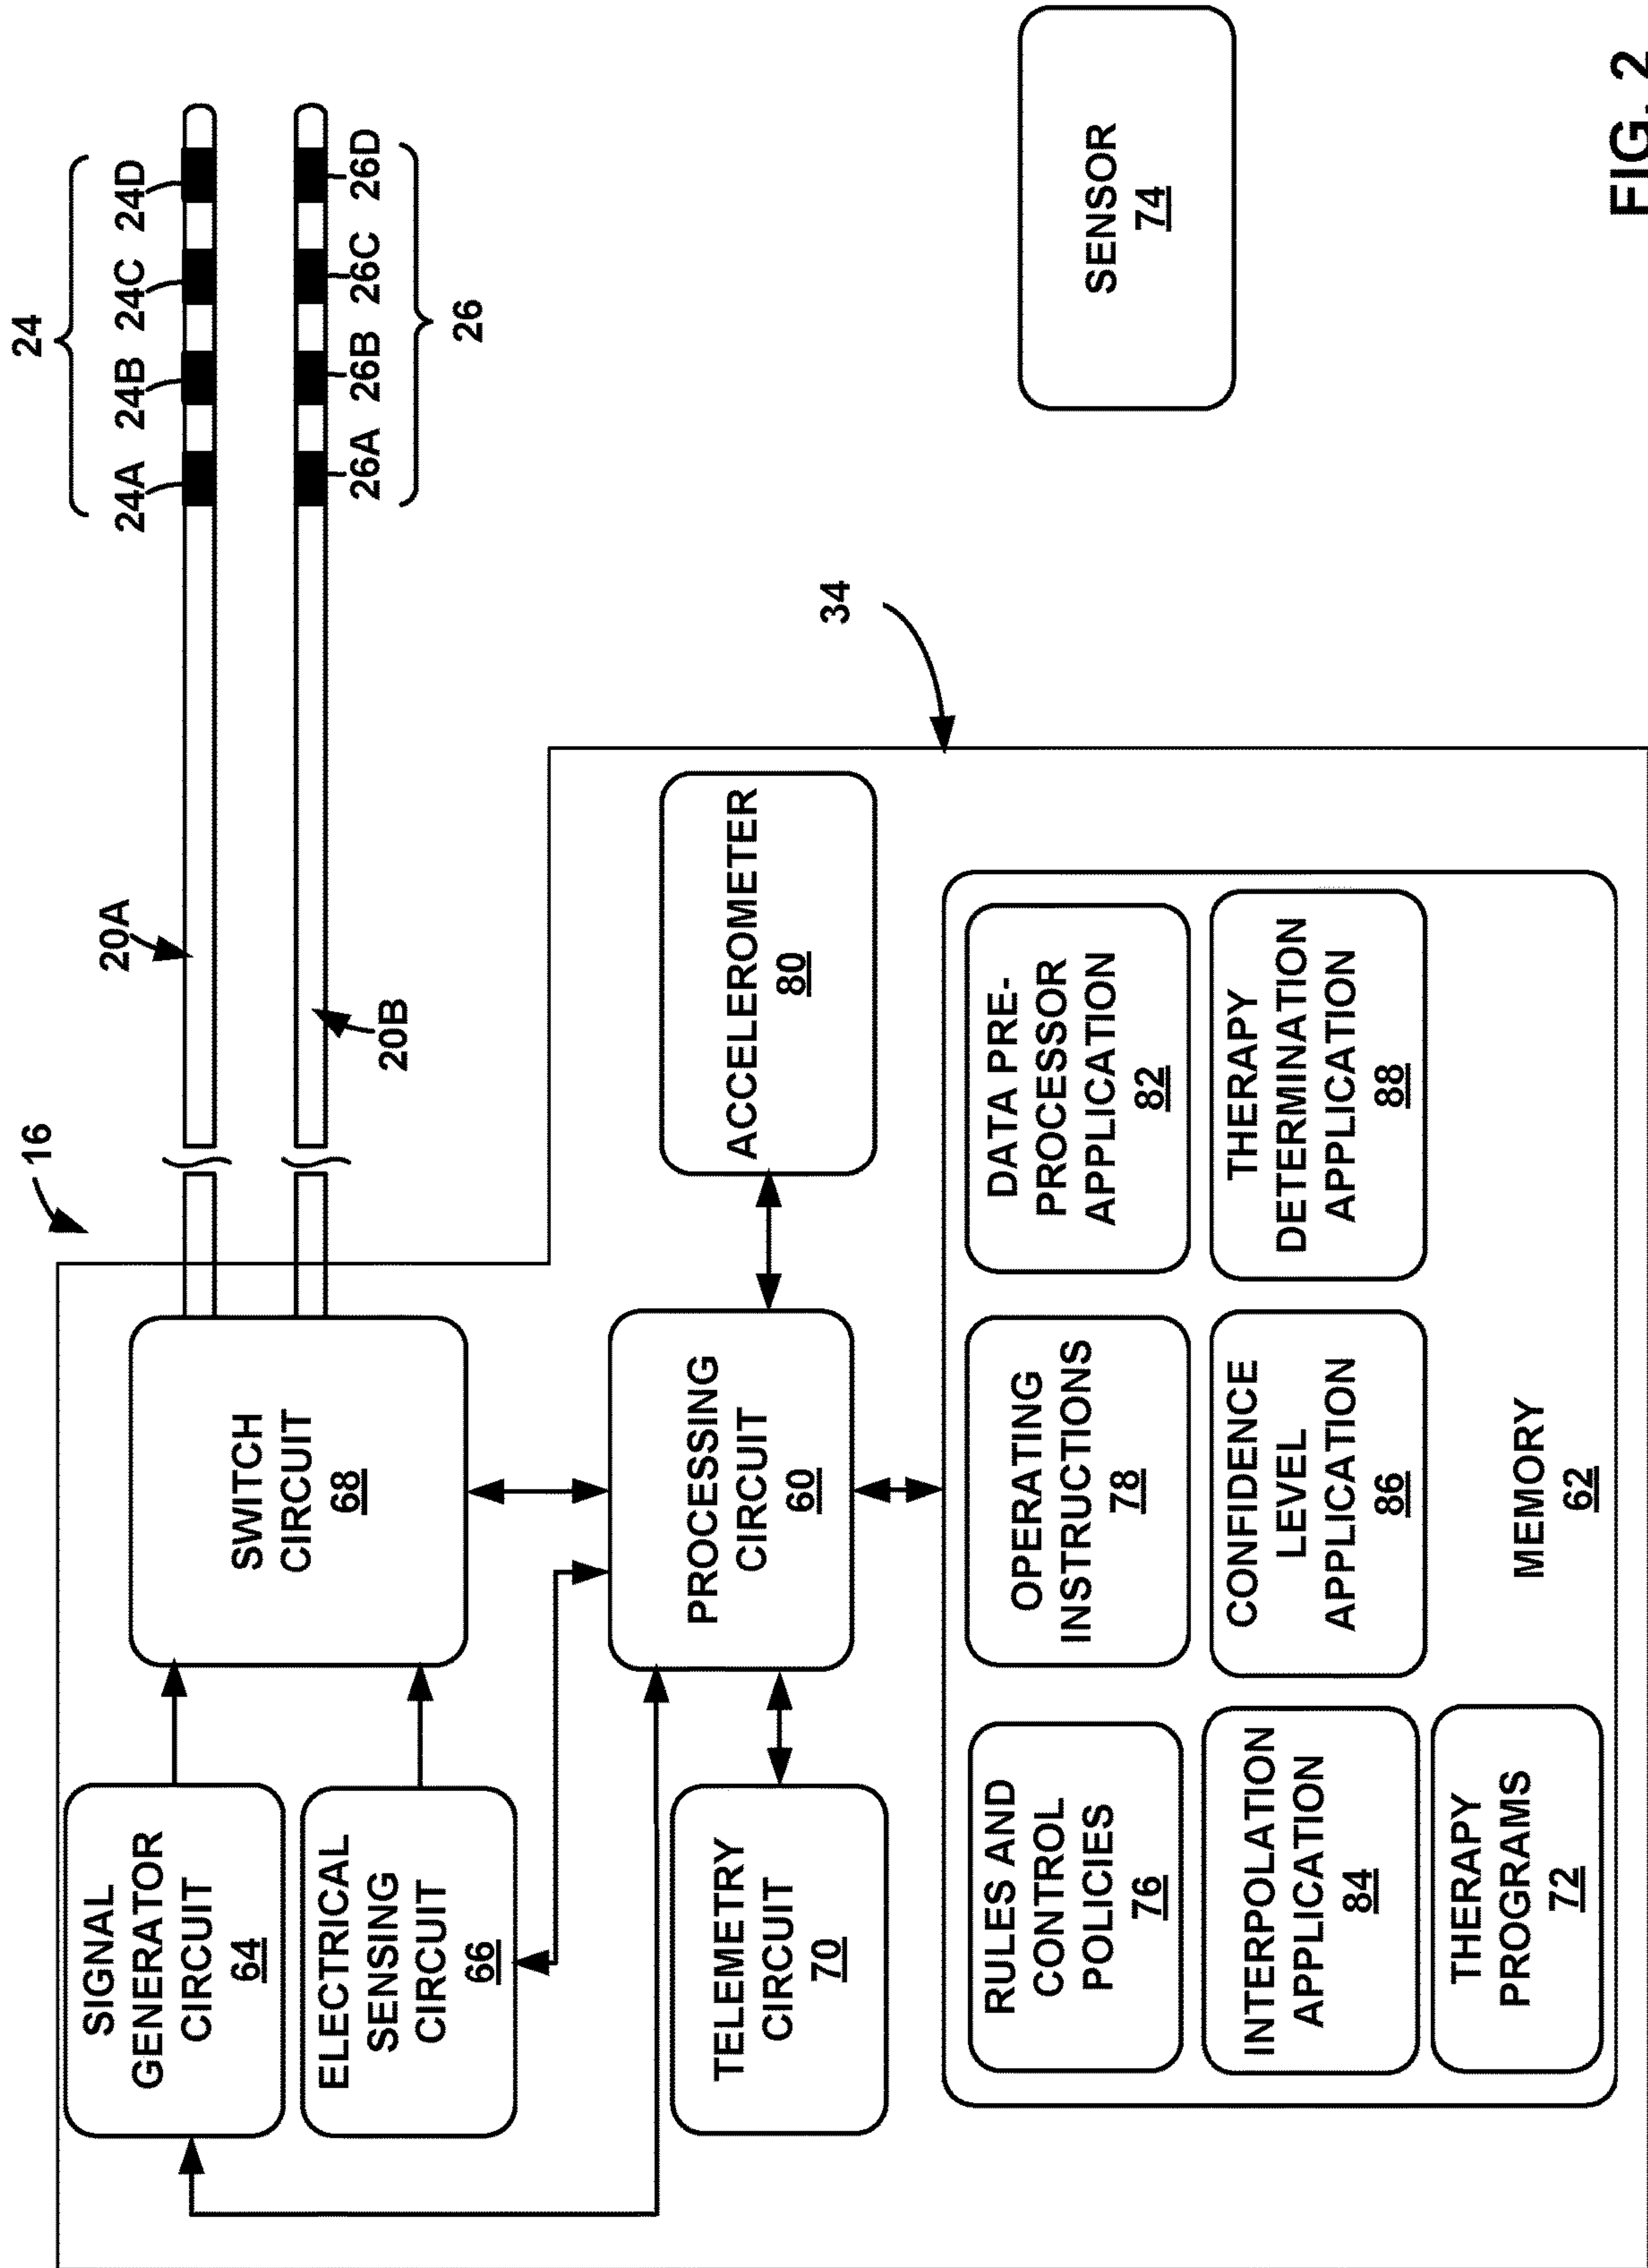 24
24A 24B 24C 24D
26A 26B 26C 26D
26
16
20A
20B
34
SIGNAL
GENERATOR
CIRCUIT
64
ELECTRICAL
SENSING
CIRCUIT
66
SWITCH
CIRCUIT
68
TELEMETRY
CIRCUIT
70
PROCESSING
CIRCUIT
60
ACCELEROMETER
80
SENSOR
74
RULES AND
CONTROL
POLICIES
76
OPERATING
INSTRUCTIONS
78
DATA PRE-
PROCESSOR
APPLICATION
82
INTERPOLATION
APPLICATION
84
CONFIDENCE
LEVEL
APPLICATION
86
THERAPY
DETERMINATION
APPLICATION
88
THERAPY
PROGRAMS
72
MEMORY
62
FIG. 2